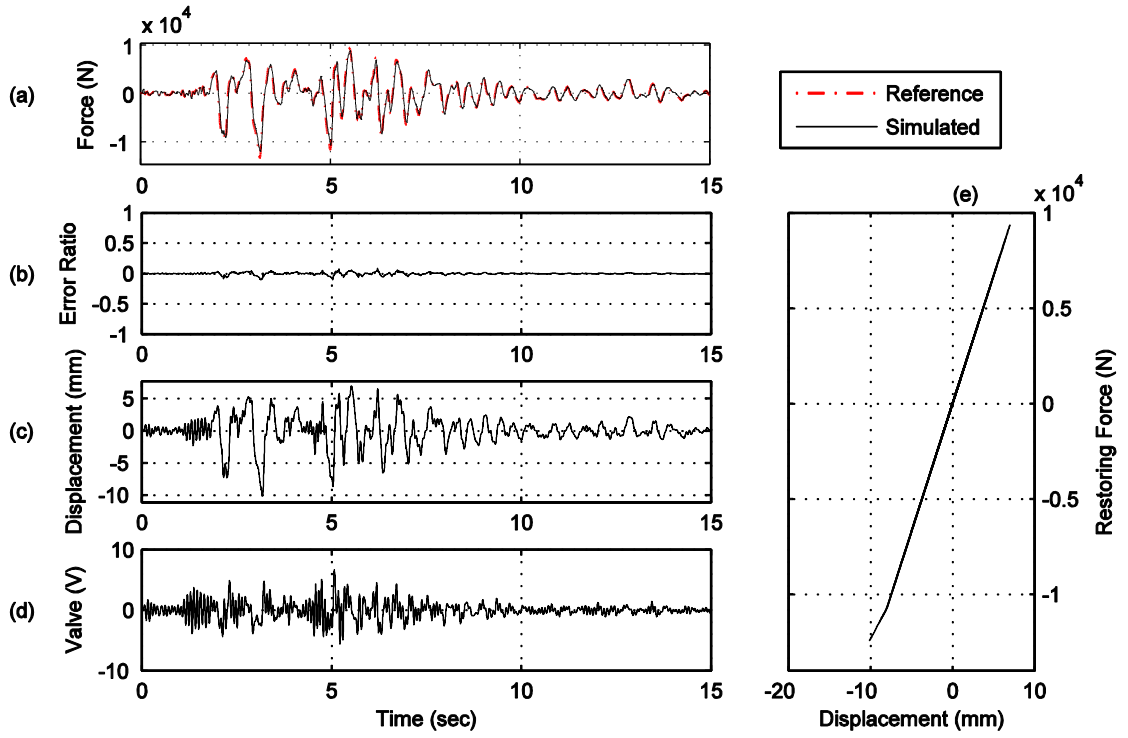 x 10^4
1
0
-1
Force (N)
(a)
0 5 10 15
Reference
Simulated
1
0.5
0
-0.5
-1
Error Ratio
(b)
0 5 10 15
5
0
-5
-10
Displacement (mm)
(c)
0 5 10 15
10
0
-10
Valve (V)
(d)
0 5 10 15
Time (sec)
(e)
x 10^4
1
0.5
0
-0.5
-1
Restoring Force (N)
-20 -10 0 10
Displacement (mm)